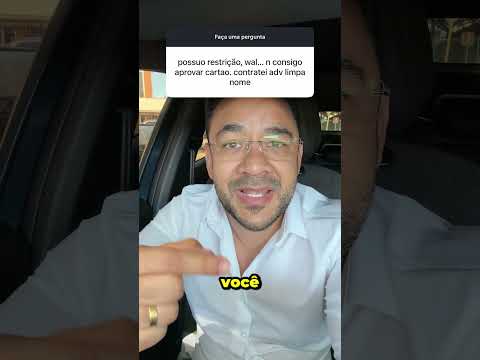 Faça uma pergunta
possuo restrição, wal... n consigo
aprovar cartao. contratei adv limpa
nome
você